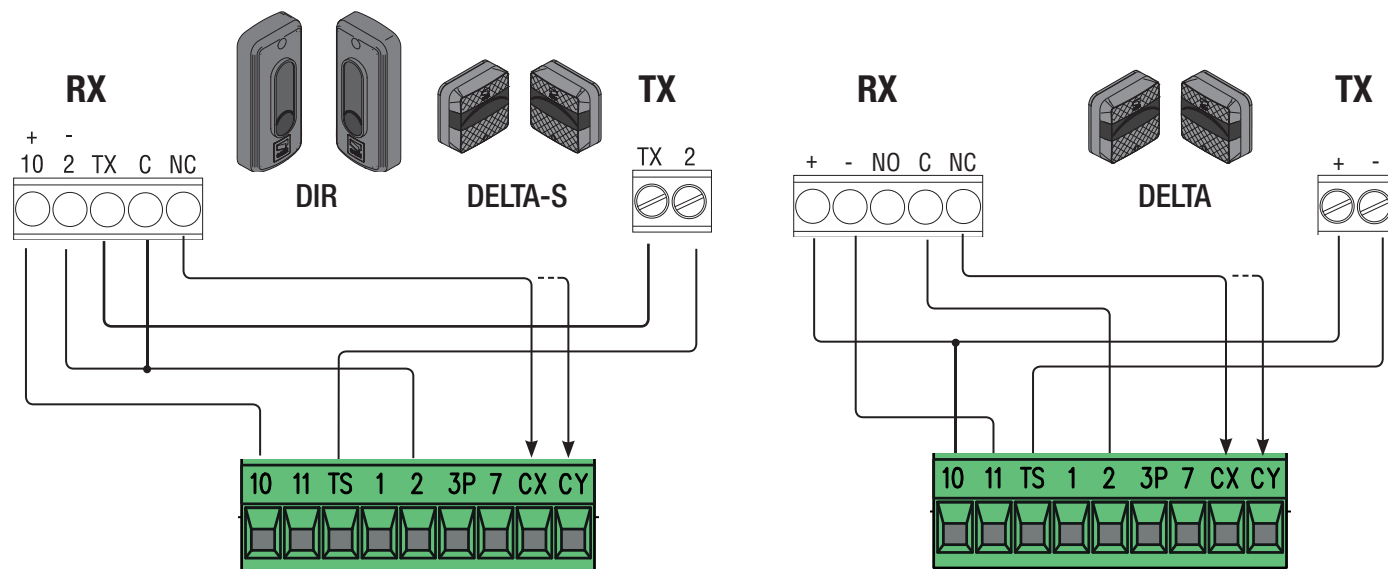 RX
TX
+ -
10 2 TX C NC
TX 2
DIR
DELTA-S
10 11 TS 1 2 3P 7 CX CY
RX
TX
+ - NO C NC
+ -
DELTA
10 11 TS 1 2 3P 7 CX CY